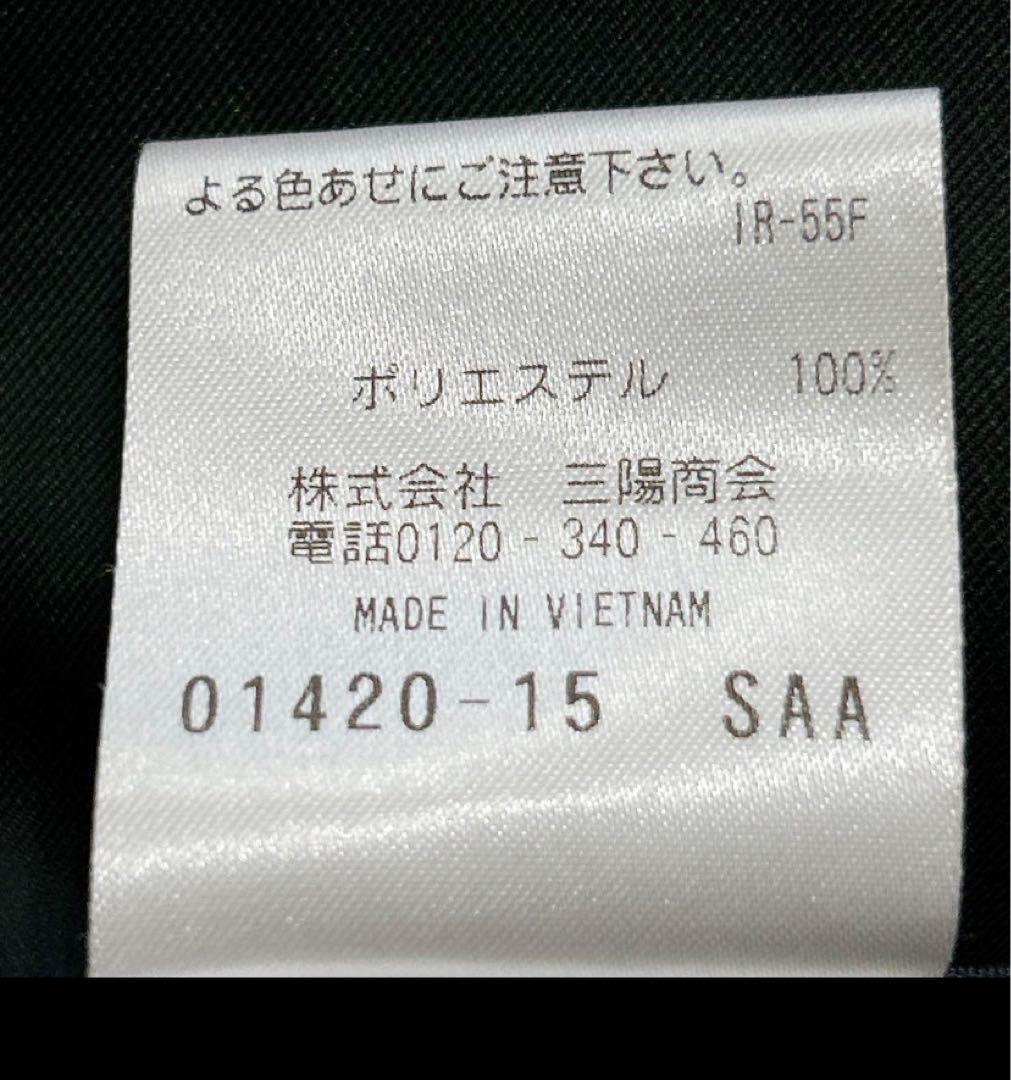 よる色あせにご注意下さい。
IR-55F
ポリエステル 100%
株式会社 三陽商会
電話0120-340-460
MADE IN VIETNAM
01420-15 SAA